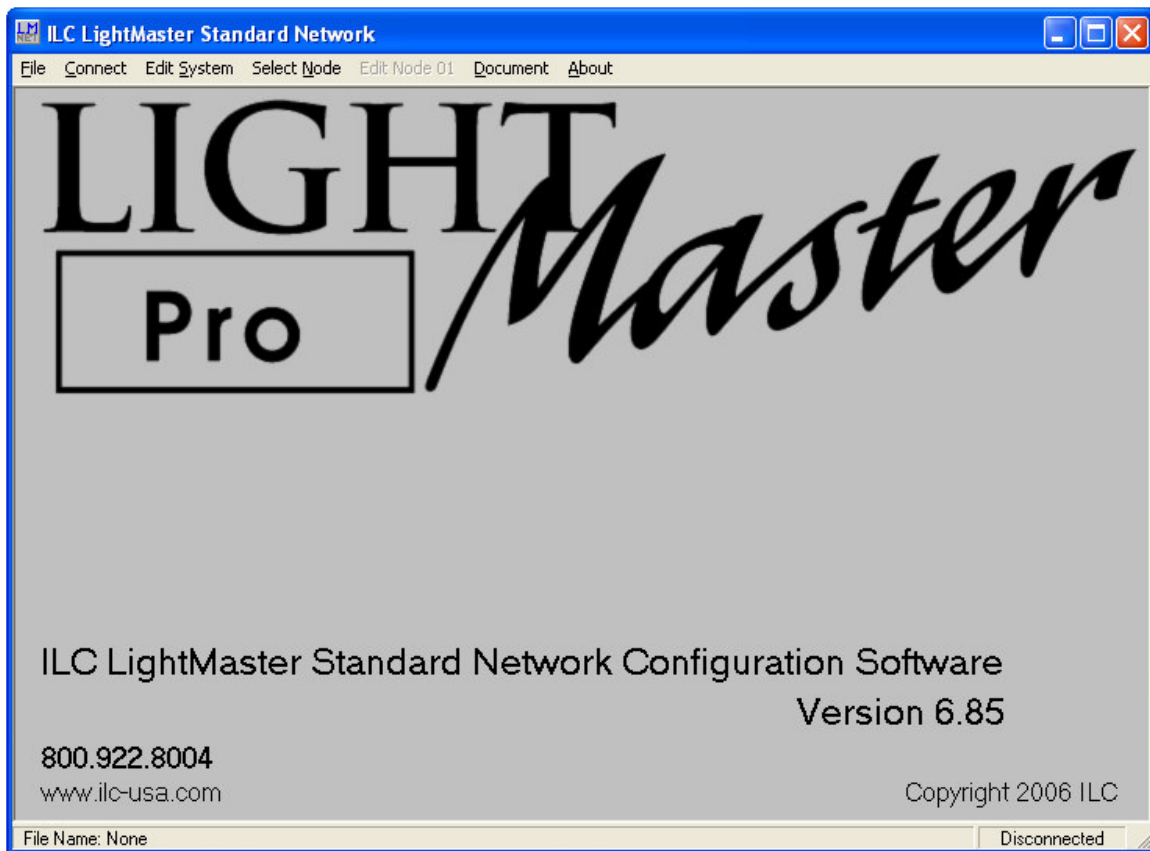 LM
NET
ILC LightMaster Standard Network
File Connect Edit System Select Node Edit Node 01 Document About
LIGHT
Master
Pro
ILC LightMaster Standard Network Configuration Software
Version 6.85
800.922.8004
www.ilc-usa.com
Copyright 2006 ILC
File Name: None
Disconnected